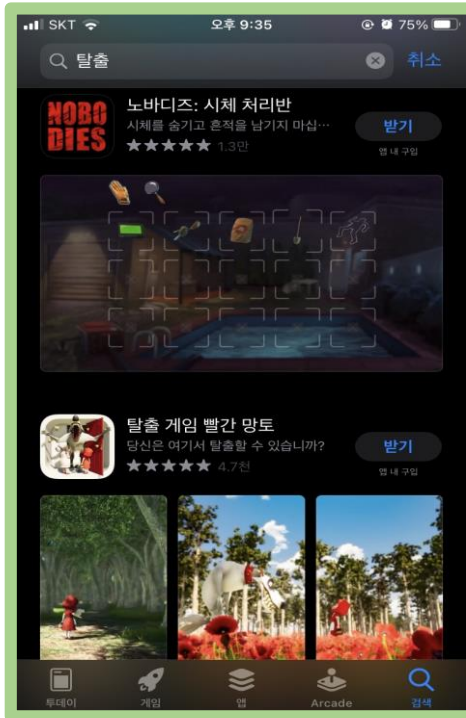 SKT 오후 9:35 75%
탈출 취소
NOBO
DIES
노바디즈: 시체 처리반
시체를 숨기고 흔적을 남기지 마십…
1.3만
받기
앱 내 구입
탈출 게임 빨간 망토
당신은 여기서 탈출할 수 있습니까?
4.7천
받기
앱 내 구입
투데이 게임 앱 Arcade 검색